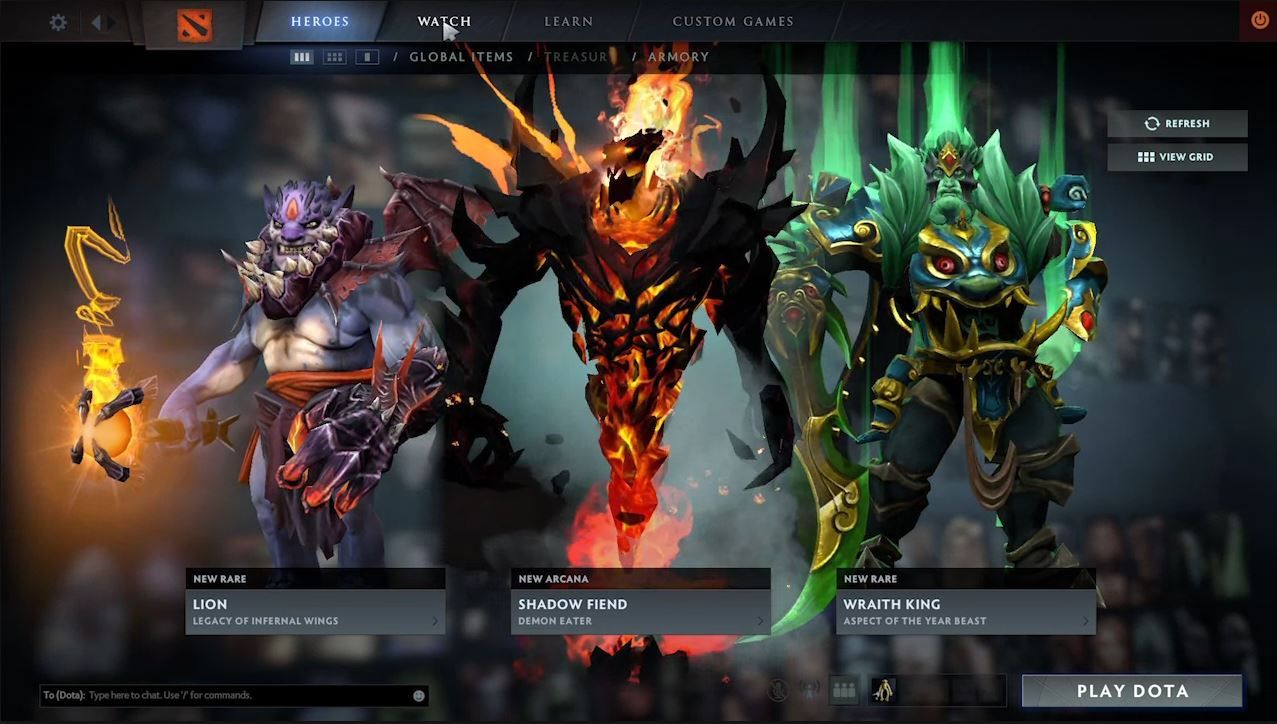 HEROES
WATCH
LEARN
CUSTOM GAMES
/ GLOBAL ITEMS / TREASUR / ARMORY
REFRESH
VIEW GRID
NEW RARE
LION
LEGACY OF INFERNAL WINGS
NEW ARCANA
SHADOW FIEND
DEMON EATER
NEW RARE
WRAITH KING
ASPECT OF THE YEAR BEAST
To (Dota): Type here to chat. Use '/' for commands.
PLAY DOTA